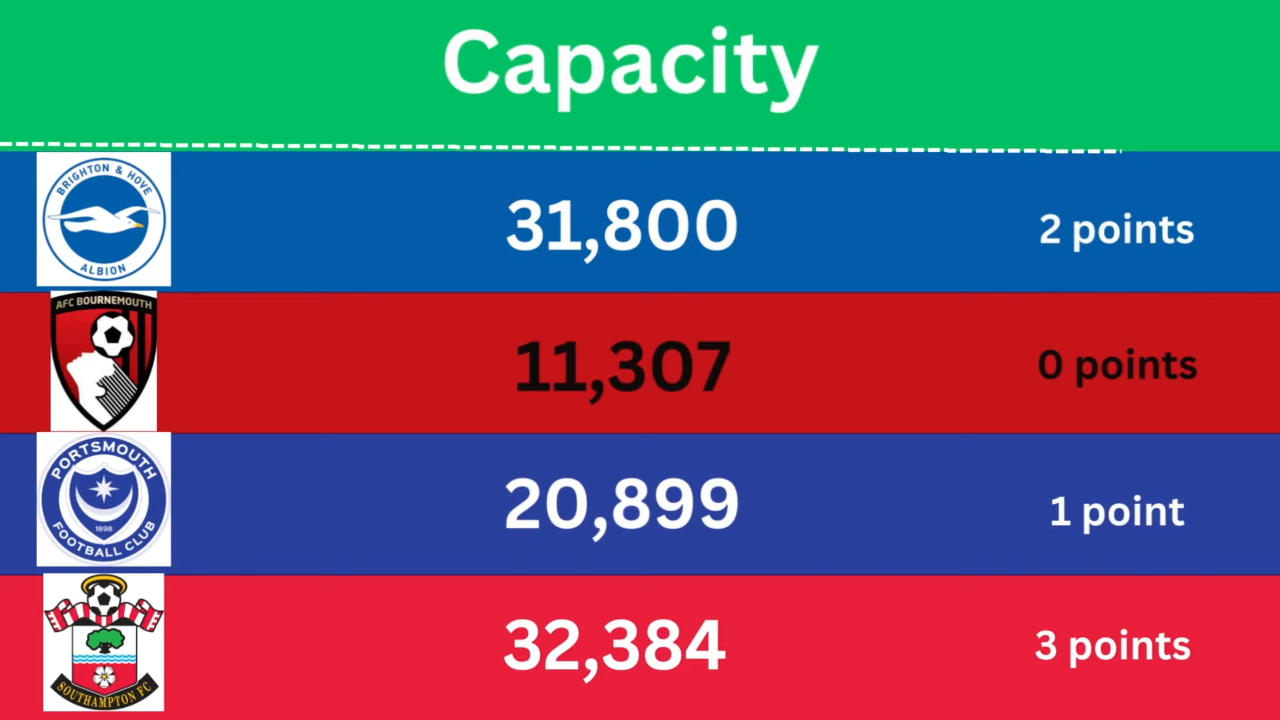 Capacity
BRIGHTON & HOVE
ALBION
31,800
2 points
AFC BOURNEMOUTH
11,307
0 points
PORTSMOUTH
1898
FOOTBALL CLUB
20,899
1 point
SOUTHAMPTON FC
32,384
3 points